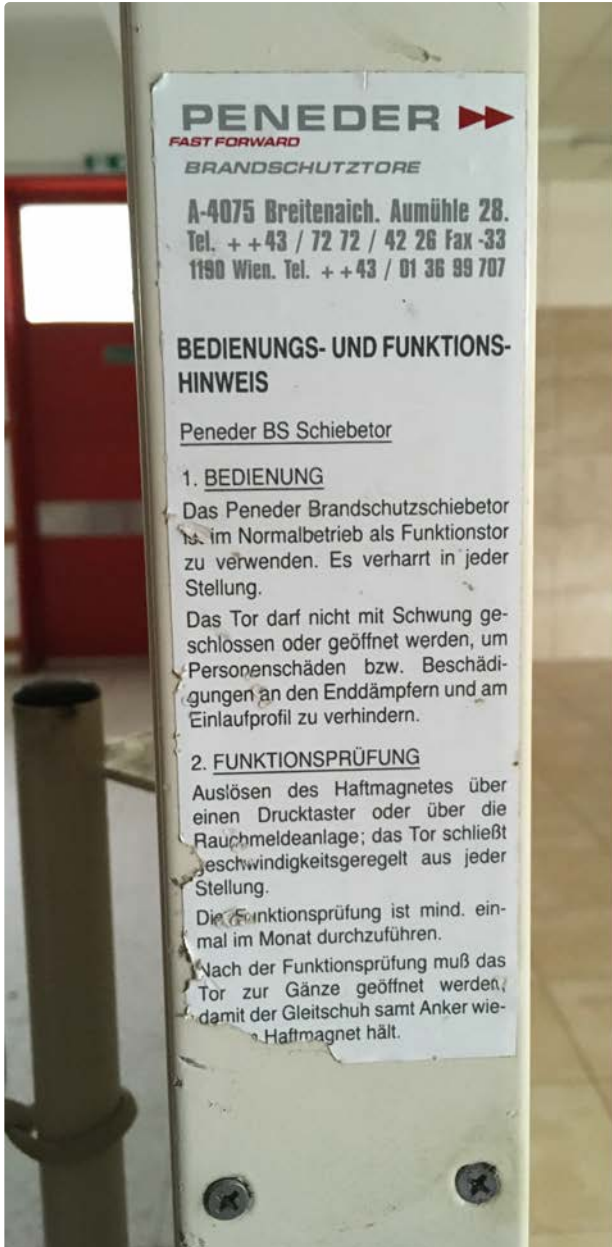 PENEDER
FAST FORWARD
BRANDSCHUTZTORE
A-4075 Breitenaich. Aumühle 28.
Tel. + +43 / 72 72 / 42 26 Fax -33
1190 Wien. Tel. + +43 / 01 36 99 707
BEDIENUNGS- UND FUNKTIONS-
HINWEIS
Peneder BS Schiebetor
1. BEDIENUNG
Das Peneder Brandschutzschiebetor
ist im Normalbetrieb als Funktionstor
zu verwenden. Es verharrt in jeder
Stellung.
Das Tor darf nicht mit Schwung ge-
schlossen oder geöffnet werden, um
Personenschäden bzw. Beschädi-
gungen an den Enddämpfern und am
Einlaufprofil zu verhindern.
2. FUNKTIONSPRÜFUNG
Auslösen des Haftmagnetes über
einen Drucktaster oder über die
Rauchmeldeanlage; das Tor schließt
geschwindigkeitsgeregelt aus jeder
Stellung.
Die Funktionsprüfung ist mind. ein-
mal im Monat durchzuführen.
Nach der Funktionsprüfung muß das
Tor zur Gänze geöffnet werden,
damit der Gleitschuh samt Anker wie-
Haftmagnet hält.